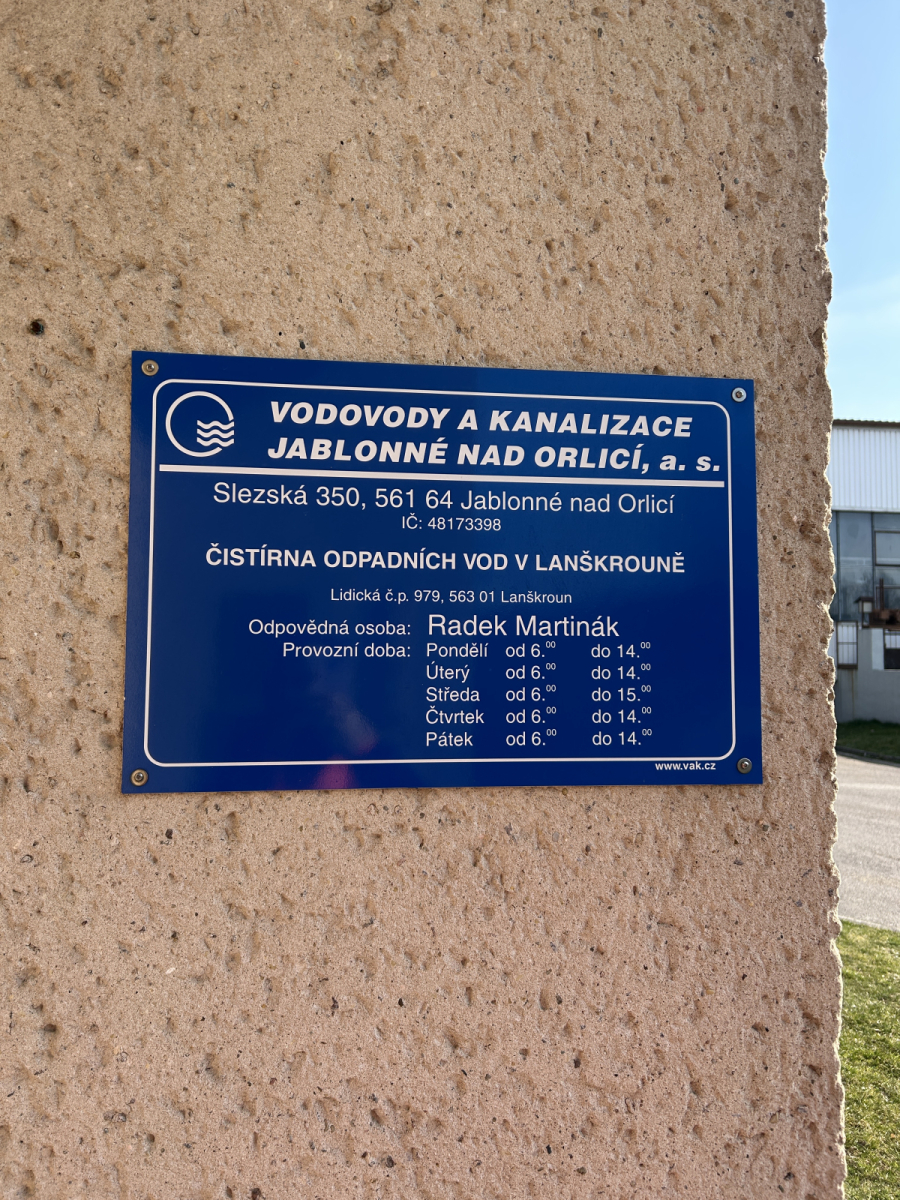 VODOVODY A KANALIZACE
JABLONNÉ NAD ORLICÍ, a. s.
Slezská 350, 561 64 Jablonné nad Orlicí
IČ: 48173398
ČISTÍRNA ODPADNÍCH VOD V LANŠKROUNĚ
Lidická č.p. 979, 563 01 Lanškroun
Odpovědná osoba: Radek Martinák
Provozní doba: Pondělí od 6.⁰⁰ do 14.⁰⁰
Úterý od 6.⁰⁰ do 14.⁰⁰
Středa od 6.⁰⁰ do 15.⁰⁰
Čtvrtek od 6.⁰⁰ do 14.⁰⁰
Pátek od 6.⁰⁰ do 14.⁰⁰
www.vak.cz